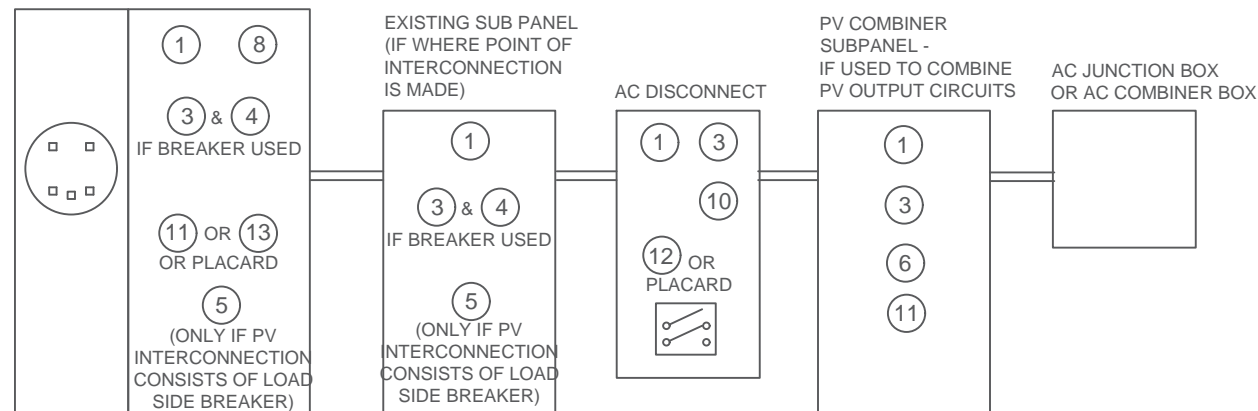 1 8
3 & 4
IF BREAKER USED
11 OR 13
OR PLACARD
5
(ONLY IF PV
INTERCONNECTION
CONSISTS OF LOAD
SIDE BREAKER)
EXISTING SUB PANEL
(IF WHERE POINT OF
INTERCONNECTION
IS MADE)
1
3 & 4
IF BREAKER USED
5
(ONLY IF PV
INTERCONNECTION
CONSISTS OF LOAD
SIDE BREAKER)
AC DISCONNECT
1 3
10
12 OR
PLACARD
PV COMBINER
SUBPANEL -
IF USED TO COMBINE
PV OUTPUT CIRCUITS
1
3
6
11
AC JUNCTION BOX
OR AC COMBINER BOX